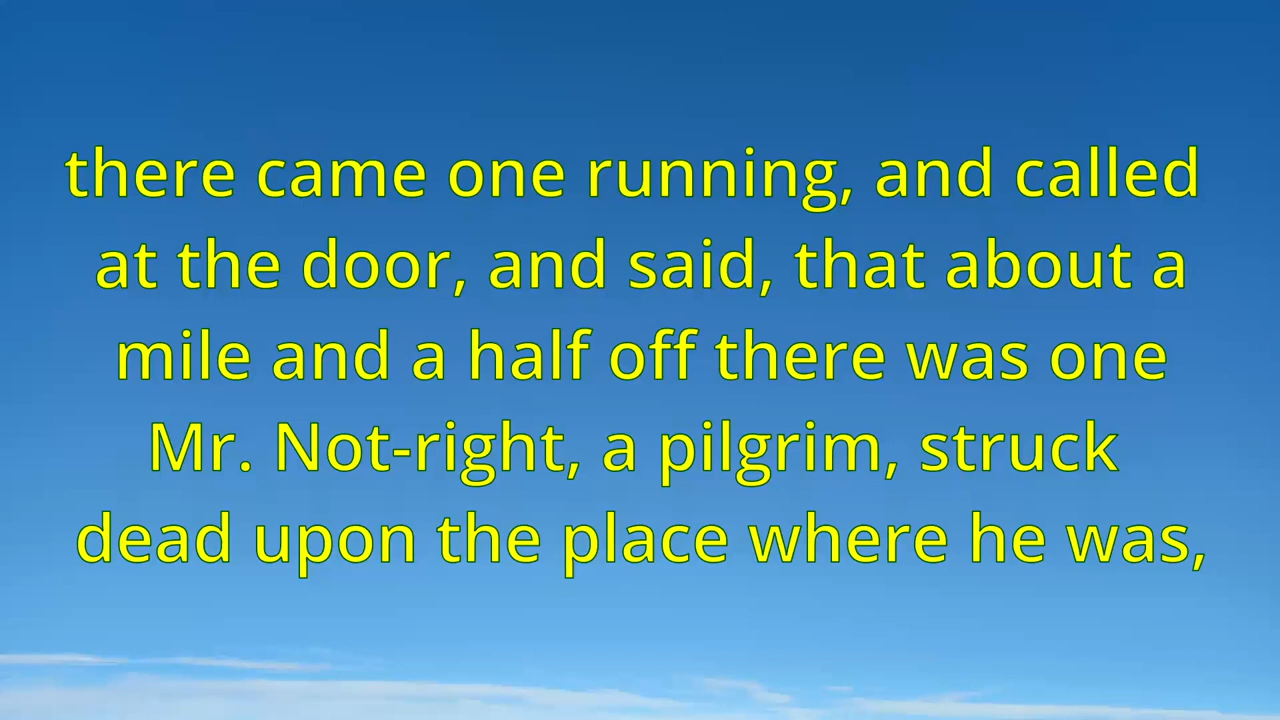 there came one running, and called
at the door, and said, that about a
mile and a half off there was one
Mr. Not-right, a pilgrim, struck
dead upon the place where he was,